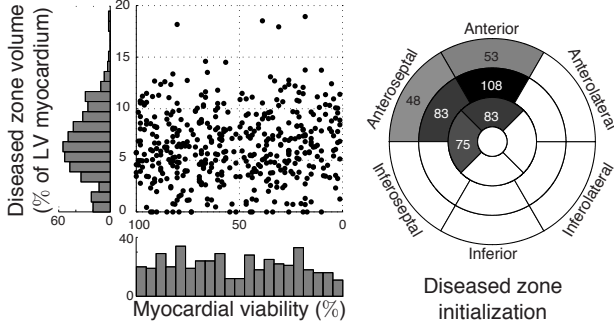 Diseased zone volume
(% of LV myocardium)
20
15
10
5
0
60
0
100
50
0
40
0
Myocardial viability (%)
Anterior
Anteroseptal
Anterolateral
53
48
108
83
83
75
Inferoseptal
Inferolateral
Inferior
Diseased zone
initialization